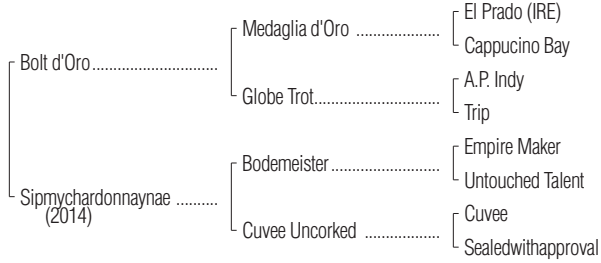 El Prado (IRE)
Medaglia d'Oro ....................
Cappucino Bay
Bolt d'Oro..............................
A.P. Indy
Globe Trot..............................
Trip
Empire Maker
Bodemeister..........................
Untouched Talent
Sipmychardonnaynae ..........
(2014)
Cuvee
Cuvee Uncorked ..................
Sealedwithapproval